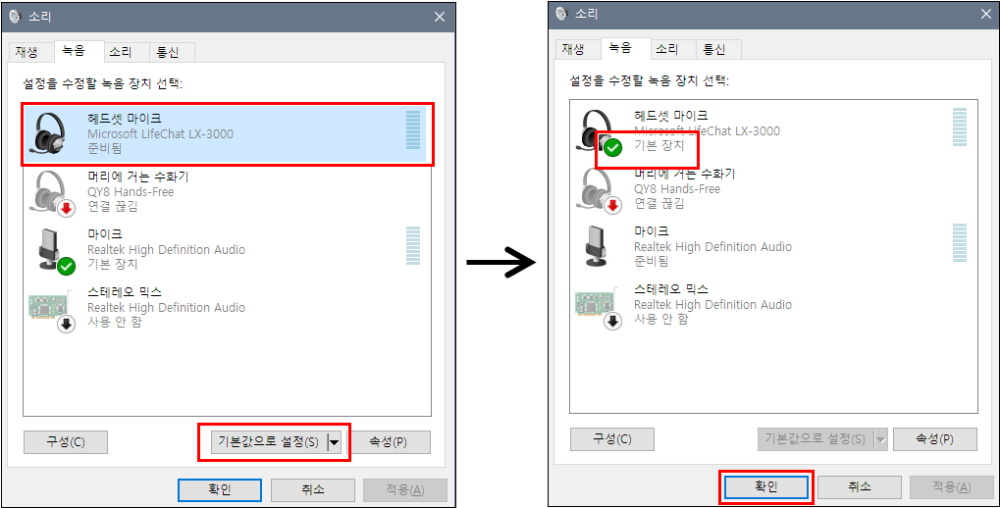 소리
재생 녹음 소리 통신
설정을 수정할 녹음 장치 선택:
헤드셋 마이크
Microsoft LifeChat LX-3000
준비됨
머리에 거는 수화기
QY8 Hands-Free
연결 끊김
마이크
Realtek High Definition Audio
기본 장치
스테레오 믹스
Realtek High Definition Audio
사용 안 함
구성(C) 기본값으로 설정(S) 속성(P)
확인 취소 적용(A)
소리
재생 녹음 소리 통신
설정을 수정할 녹음 장치 선택:
헤드셋 마이크
Microsoft LifeChat LX-3000
기본 장치
머리에 거는 수화기
QY8 Hands-Free
연결 끊김
마이크
Realtek High Definition Audio
준비됨
스테레오 믹스
Realtek High Definition Audio
사용 안 함
구성(C) 기본값으로 설정(S) 속성(P)
확인 취소 적용(A)